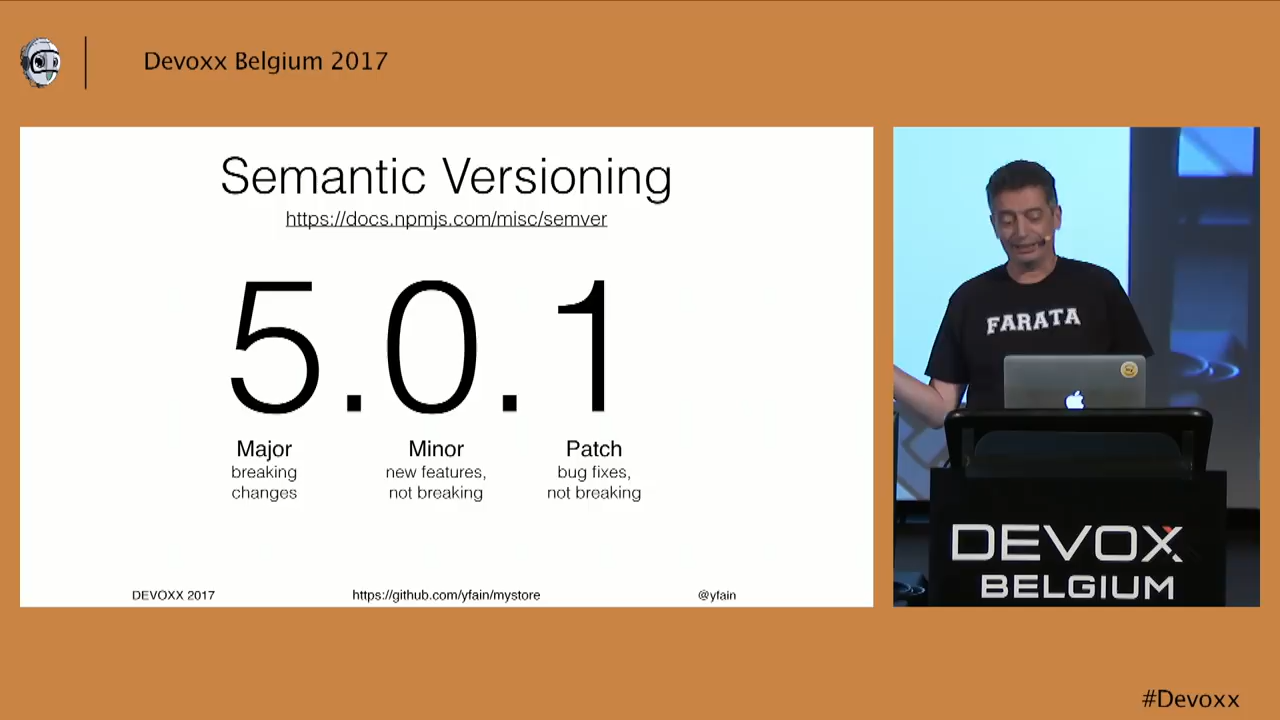 Devoxx Belgium 2017
Semantic Versioning
https://docs.npmjs.com/misc/semver
5.0.1
Major
breaking
changes
Minor
new features,
not breaking
Patch
bug fixes,
not breaking
DEVOXX 2017
https://github.com/yfain/mystore
@yfain
FARATA
DEVOXX
BELGIUM
#Devoxx